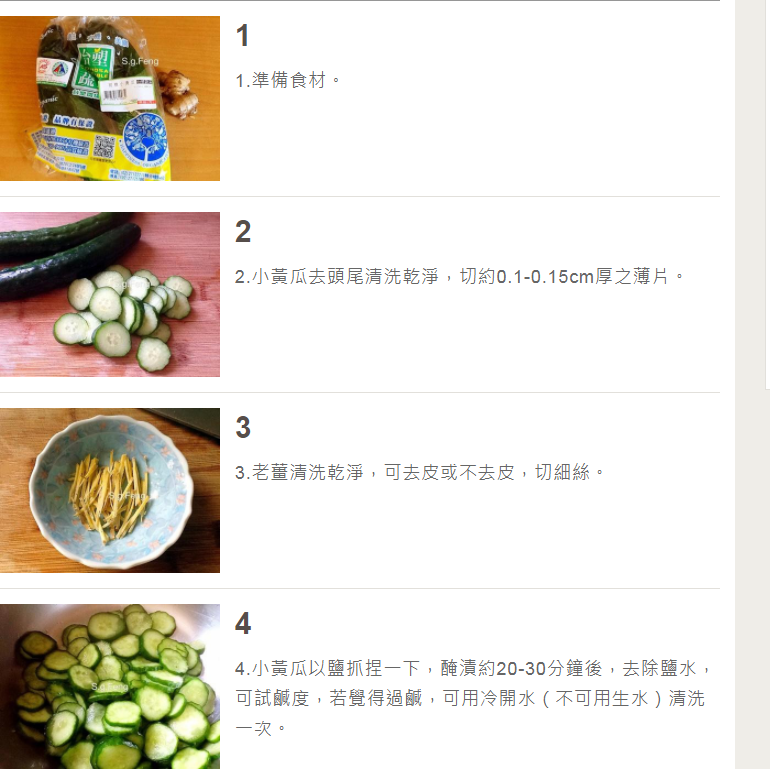 S.g.Feng
塑
蔬
1
1.準備食材。
2
2.小黃瓜去頭尾清洗乾淨，切約0.1-0.15cm厚之薄片。
3
S.g.Feng
3.老薑清洗乾淨，可去皮或不去皮，切細絲。
4
S.g.Feng
4.小黃瓜以鹽抓捏一下，醃漬約20-30分鐘後，去除鹽水，
可試鹹度，若覺得過鹹，可用冷開水（不可用生水）清洗
一次。